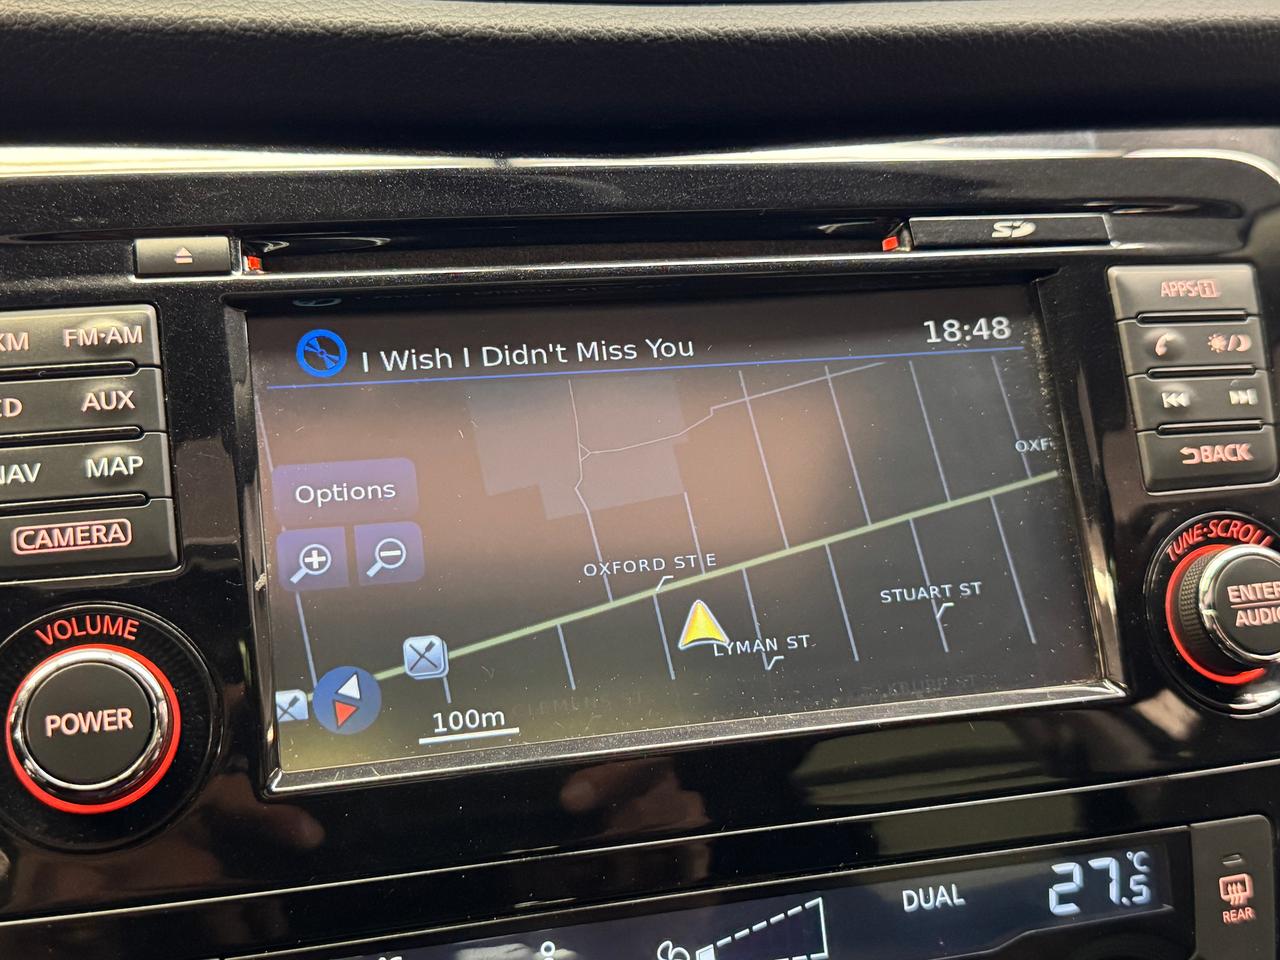 SD
APPS·i
XM FM·AM
I Wish I Didn't Miss You
18:48
CD AUX
NAV MAP
CAMERA
Options
OXFORD ST E
STUART ST
LYMAN ST
OXF
100m
BACK
TUNE·SCROLL
ENTER
AUDIO
VOLUME
POWER
DUAL
27.5°C
REAR